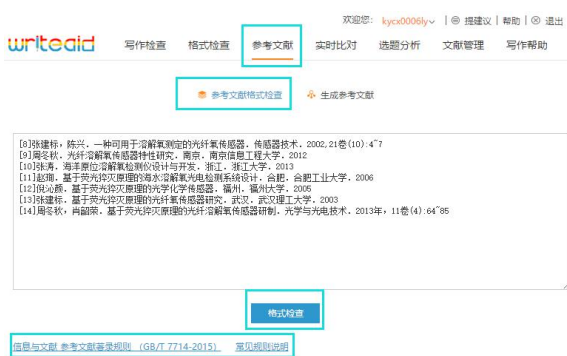 欢迎您: kycx0006ly | 提建议 | 帮助 | 退出
writeaid 写作检查 格式检查 参考文献 实时比对 选题分析 文献管理 写作帮助
参考文献格式检查 生成参考文献
[8]张建标，陈兴．一种可用于溶解氧测定的光纤氧传感器．传感器技术．2002,21卷(10):4~7
[9]周冬秋．光纤溶解氧传感器特性研究．南京．南京信息工程大学．2012
[10]张涛．海洋原位溶解氧检测仪设计与开发．浙江．浙江大学．2013
[11]赵瑚．基于荧光猝灭原理的海水溶解氧光电检测系统设计．合肥．合肥工业大学．2006
[12]倪沁颜．基于荧光猝灭原理的光学化学传感器．福州．福州大学．2005
[13]张建标．基于荧光猝灭原理的光纤氧传感器研究．武汉．武汉理工大学．2003
[14]周冬秋，肖韶荣．基于荧光猝灭原理的光纤溶解氧传感器研制．光学与光电技术．2013年，11卷(4):64~85
格式检查
信息与文献 参考文献著录规则 （GB/T 7714-2015） 常见规则说明